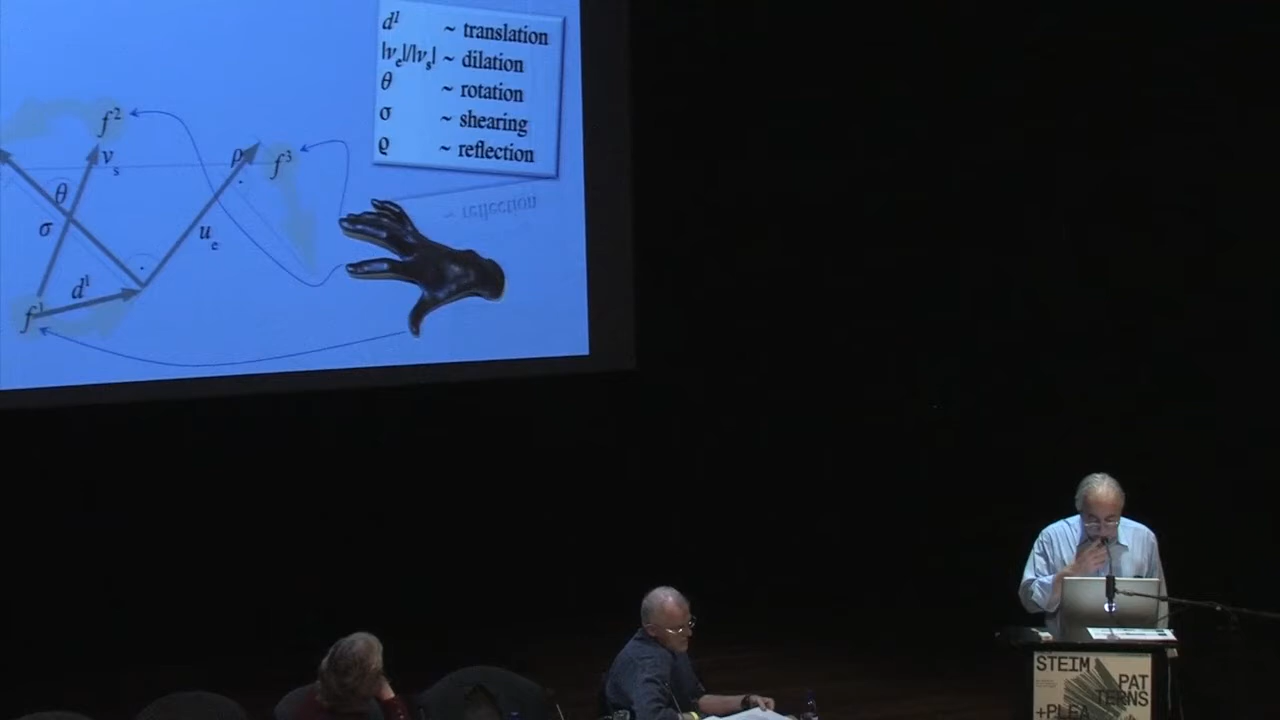 d¹ ~ translation
|vₑ|/|vₛ| ~ dilation
θ ~ rotation
σ ~ shearing
ϱ ~ reflection
~ reflection
f²
vₛ
ρ
f³
θ
σ
uₑ
d¹
f¹
STEIM
PAT
TERNS
+PLEA